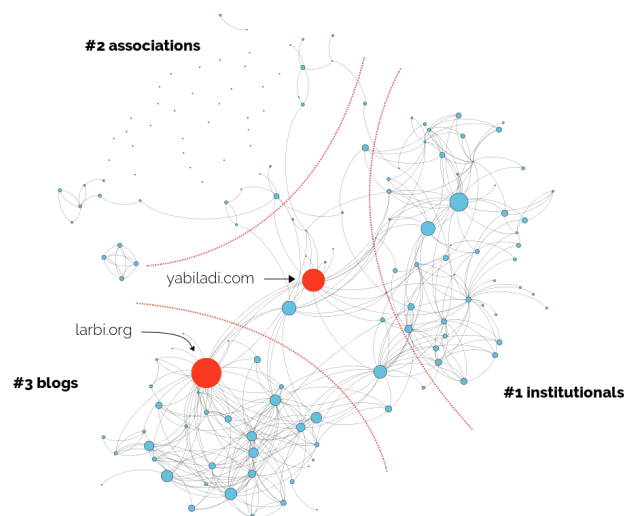 #2 associations
yabiladi.com
larbi.org
#3 blogs
#1 institutionals